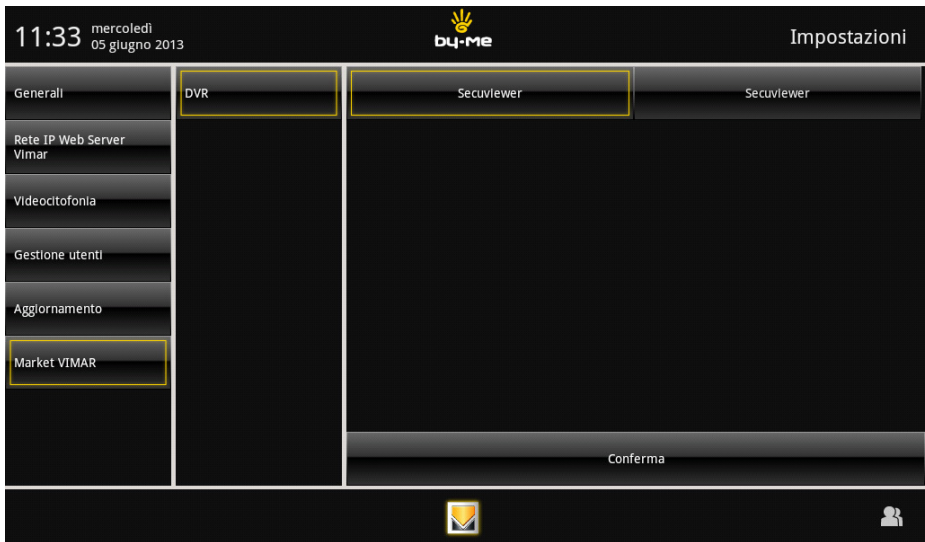 11:33 mercoledì
05 giugno 2013
by-me
Impostazioni
Generali
DVR
Secuviewer
Secuviewer
Rete IP Web Server
Vimar
Videocitofonia
Gestione utenti
Aggiornamento
Market VIMAR
Conferma